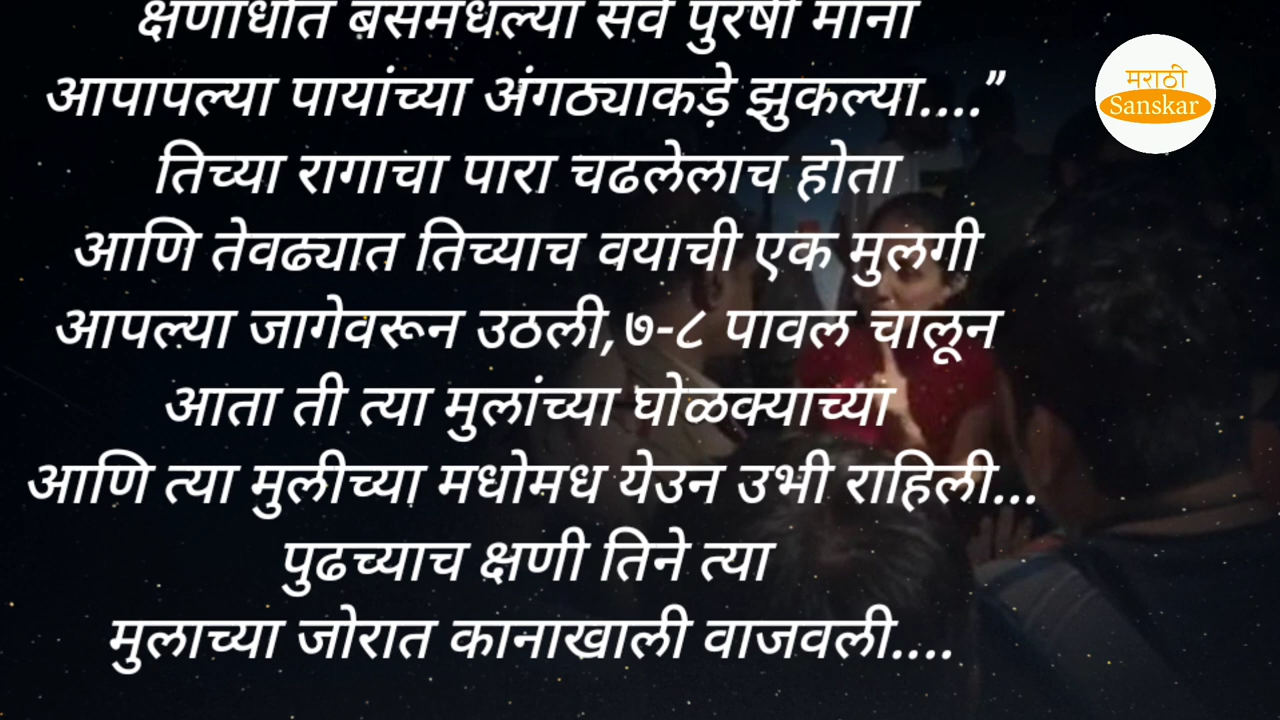 क्षणार्धात बसमधल्या सर्व पुरषी माना
आपापल्या पायांच्या अंगठ्याकड़े झुकल्या....”
तिच्या रागाचा पारा चढलेलाच होता
आणि तेवढ्यात तिच्याच वयाची एक मुलगी
आपल्या जागेवरून उठली,७-८ पावल चालून
आता ती त्या मुलांच्या घोळक्याच्या
आणि त्या मुलीच्या मधोमध येउन उभी राहिली...
पुढच्याच क्षणी तिने त्या
मुलाच्या जोरात कानाखाली वाजवली....
मराठी
Sanskar